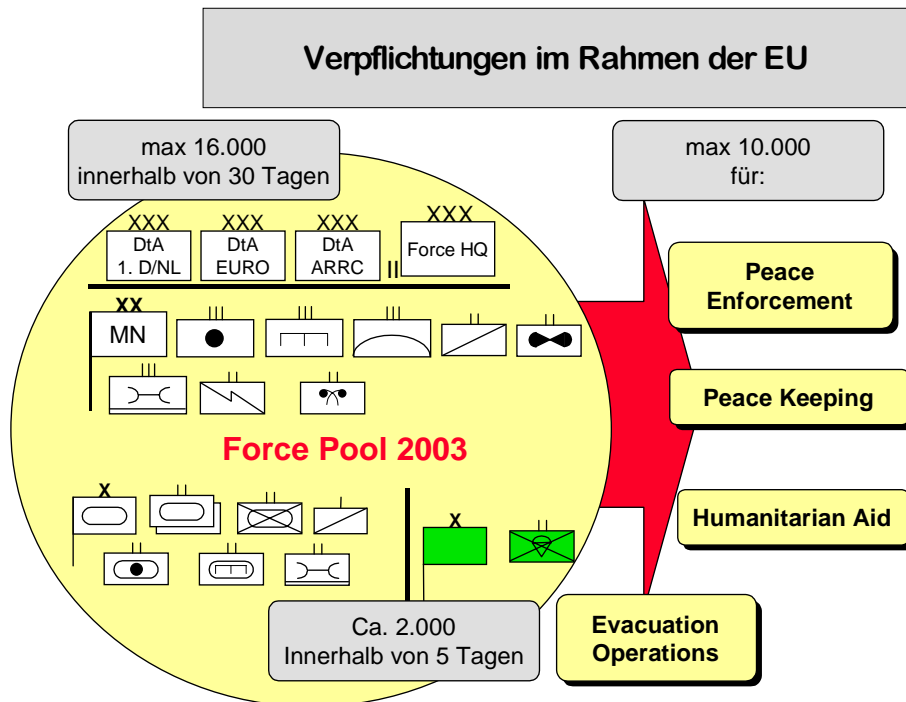 Verpflichtungen im Rahmen der EU
max 16.000
innerhalb von 30 Tagen
max 10.000
für:
XXX
DtA
1. D/NL
XXX
DtA
EURO
XXX
DtA
ARRC
II
XXX
Force HQ
XX
MN
III
III
III
II
II
III
II
II
Force Pool 2003
X
II
II
I
II
II
II
X
II
Ca. 2.000
Innerhalb von 5 Tagen
Peace
Enforcement
Peace Keeping
Humanitarian Aid
Evacuation
Operations